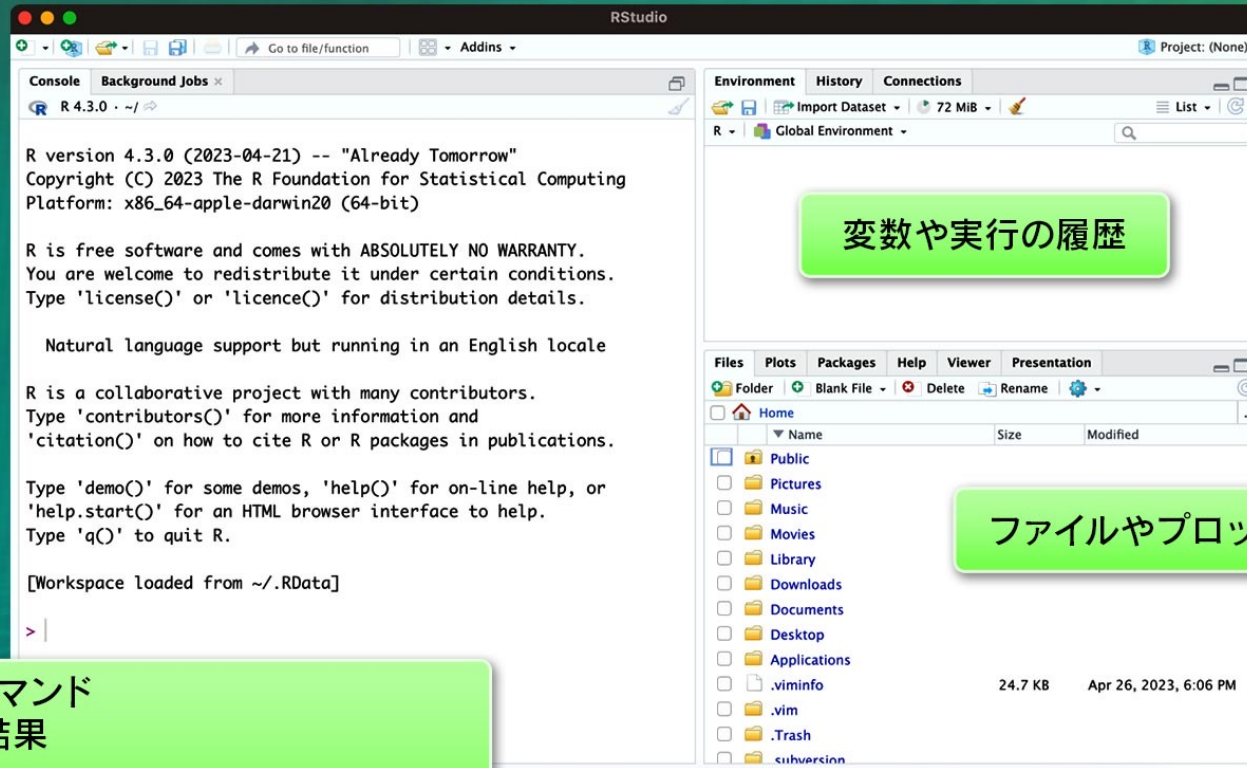 RStudio
Go to file/function
Addins
Project: (None)
Console Background Jobs
R 4.3.0 · ~/
R version 4.3.0 (2023-04-21) -- "Already Tomorrow"
Copyright (C) 2023 The R Foundation for Statistical Computing
Platform: x86_64-apple-darwin20 (64-bit)
R is free software and comes with ABSOLUTELY NO WARRANTY.
You are welcome to redistribute it under certain conditions.
Type 'license()' or 'licence()' for distribution details.
Natural language support but running in an English locale
R is a collaborative project with many contributors.
Type 'contributors()' for more information and
'citation()' on how to cite R or R packages in publications.
Type 'demo()' for some demos, 'help()' for on-line help, or
'help.start()' for an HTML browser interface to help.
Type 'q()' to quit R.
[Workspace loaded from ~/.RData]
>
マンド
結果
Environment History Connections
Import Dataset 72 MiB List
R Global Environment
変数や実行の履歴
Files Plots Packages Help Viewer Presentation
Folder Blank File Delete Rename
Home
Name Size Modified
Public
Pictures
Music
Movies
Library
Downloads
Documents
Desktop
Applications
.viminfo 24.7 KB Apr 26, 2023, 6:06 PM
.vim
.Trash
.subversion
ファイルやプロッ